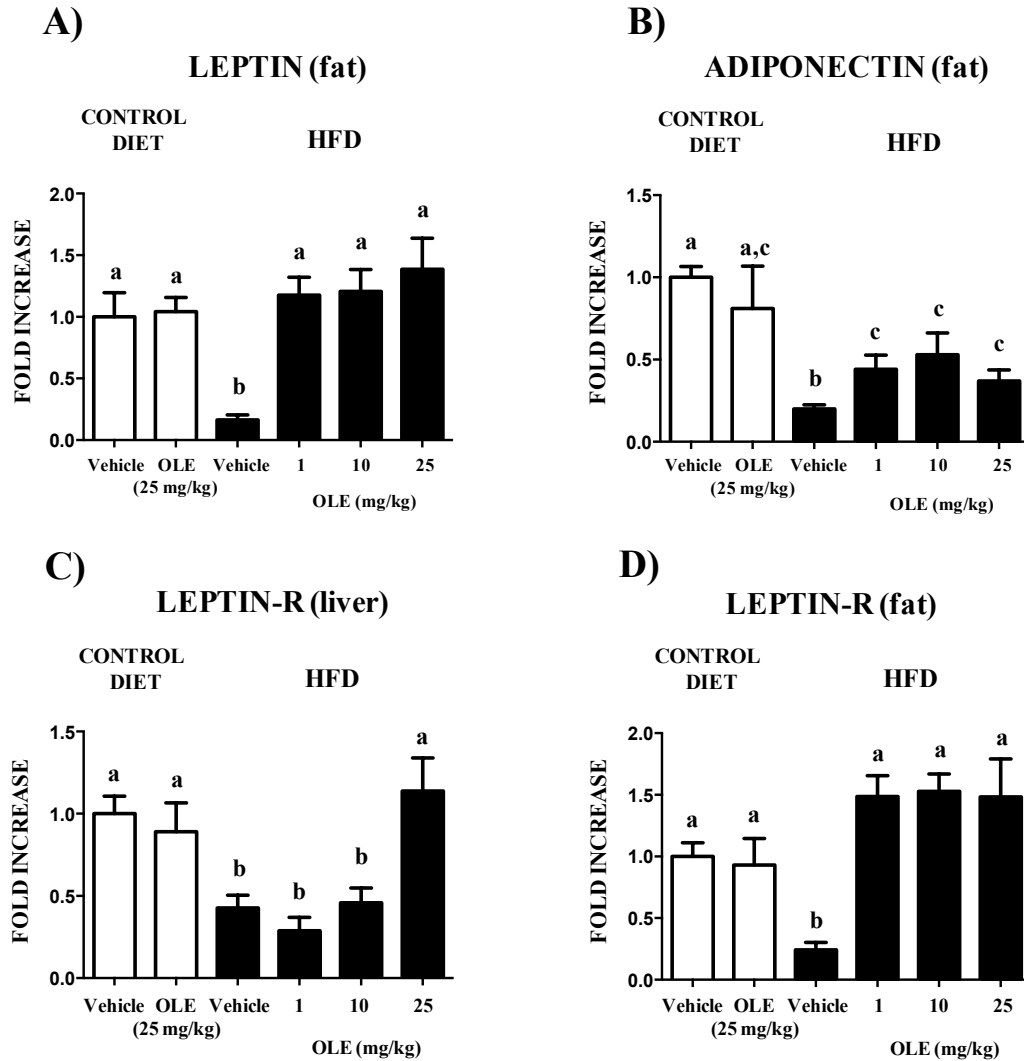 A)
LEPTIN (fat)
CONTROL
DIET
HFD
FOLD INCREASE
2.0
1.5
1.0
0.5
0.0
a
a
b
a
a
a
Vehicle OLE Vehicle 1 10 25
(25 mg/kg)
OLE (mg/kg)
B)
ADIPONECTIN (fat)
CONTROL
DIET
HFD
FOLD INCREASE
1.5
1.0
0.5
0.0
a
a,c
b
c
c
c
Vehicle OLE Vehicle 1 10 25
(25 mg/kg)
OLE (mg/kg)
C)
LEPTIN-R (liver)
CONTROL
DIET
HFD
FOLD INCREASE
1.5
1.0
0.5
0.0
a
a
b
b
b
a
Vehicle OLE Vehicle 1 10 25
(25 mg/kg)
OLE (mg/kg)
D)
LEPTIN-R (fat)
CONTROL
DIET
HFD
FOLD INCREASE
2.0
1.5
1.0
0.5
0.0
a
a
b
a
a
a
Vehicle OLE Vehicle 1 10 25
(25 mg/kg)
OLE (mg/kg)